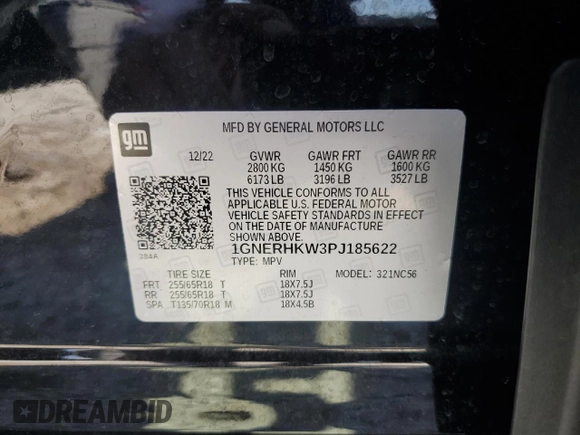 gm
MFD BY GENERAL MOTORS LLC
12/22 GVWR GAWR FRT GAWR RR
2800 KG 1450 KG 1600 KG
6173 LB 3196 LB 3527 LB
THIS VEHICLE CONFORMS TO ALL
APPLICABLE U.S. FEDERAL MOTOR
VEHICLE SAFETY STANDARDS IN EFFECT
ON THE DATE OF MANUFACTURE
SHOWN ABOVE.
1GNERHKW3PJ185622
384A TYPE: MPV
TIRE SIZE RIM MODEL: 321NC56
FRT 255/65R18 T 18X7.5J
RR 255/65R18 T 18X7.5J
SPA T135/70R18 M 18X4.5B
DREAMBID